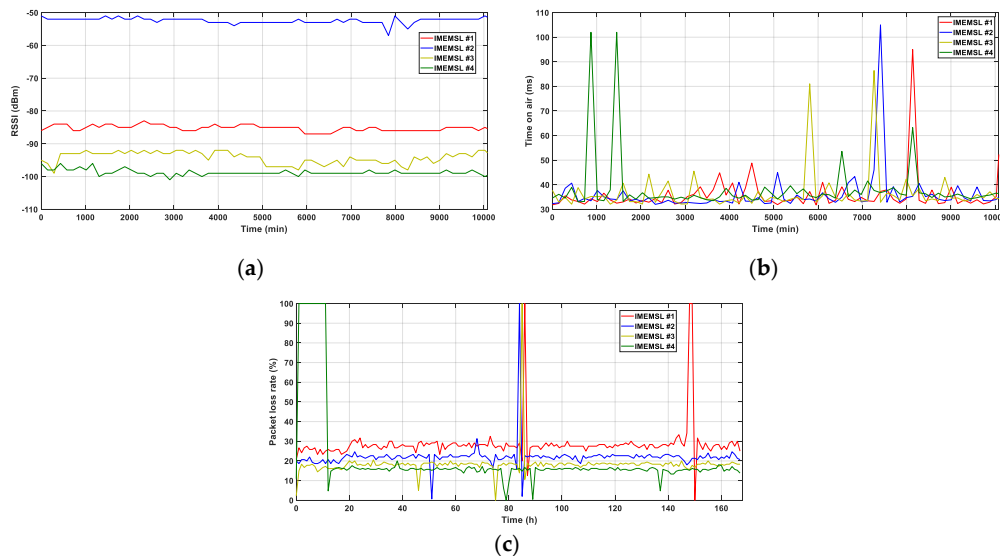 -50
-60
-70
-80
-90
-100
-110
RSSI (dBm)
0 1000 2000 3000 4000 5000 6000 7000 8000 9000 10000
Time (min)
IMEMSL #1
IMEMSL #2
IMEMSL #3
IMEMSL #4
(a)
110
100
90
80
70
60
50
40
30
Time on air (ms)
0 1000 2000 3000 4000 5000 6000 7000 8000 9000 10000
Time (min)
IMEMSL #1
IMEMSL #2
IMEMSL #3
IMEMSL #4
(b)
100
90
80
70
60
50
40
30
20
10
0
Packet loss rate (%)
0 20 40 60 80 100 120 140 160
Time (h)
IMEMSL #1
IMEMSL #2
IMEMSL #3
IMEMSL #4
(c)